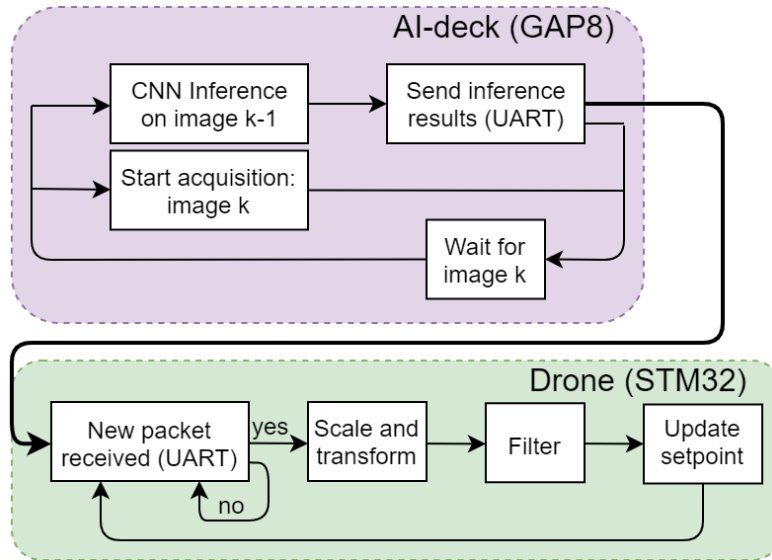 AI-deck (GAP8)
CNN Inference
on image k-1
Send inference
results (UART)
Start acquisition:
image k
Wait for
image k
Drone (STM32)
New packet
received (UART)
yes
no
Scale and
transform
Filter
Update
setpoint